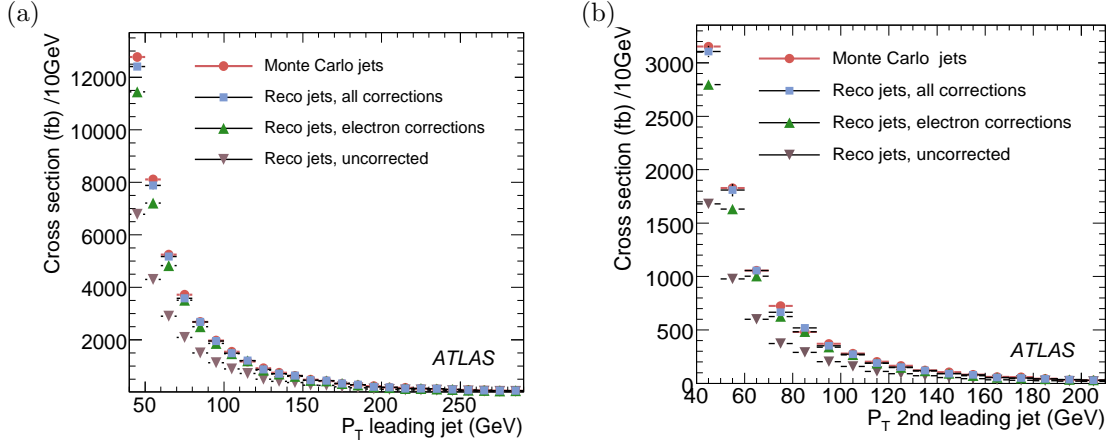 (a)
Cross section (fb) /10GeV
12000
10000
8000
6000
4000
2000
Monte Carlo jets
Reco jets, all corrections
Reco jets, electron corrections
Reco jets, uncorrected
ATLAS
50 100 150 200 250
P_T leading jet (GeV)
(b)
Cross section (fb) /10GeV
3000
2500
2000
1500
1000
500
0
Monte Carlo jets
Reco jets, all corrections
Reco jets, electron corrections
Reco jets, uncorrected
ATLAS
40 60 80 100 120 140 160 180 200
P_T 2nd leading jet (GeV)